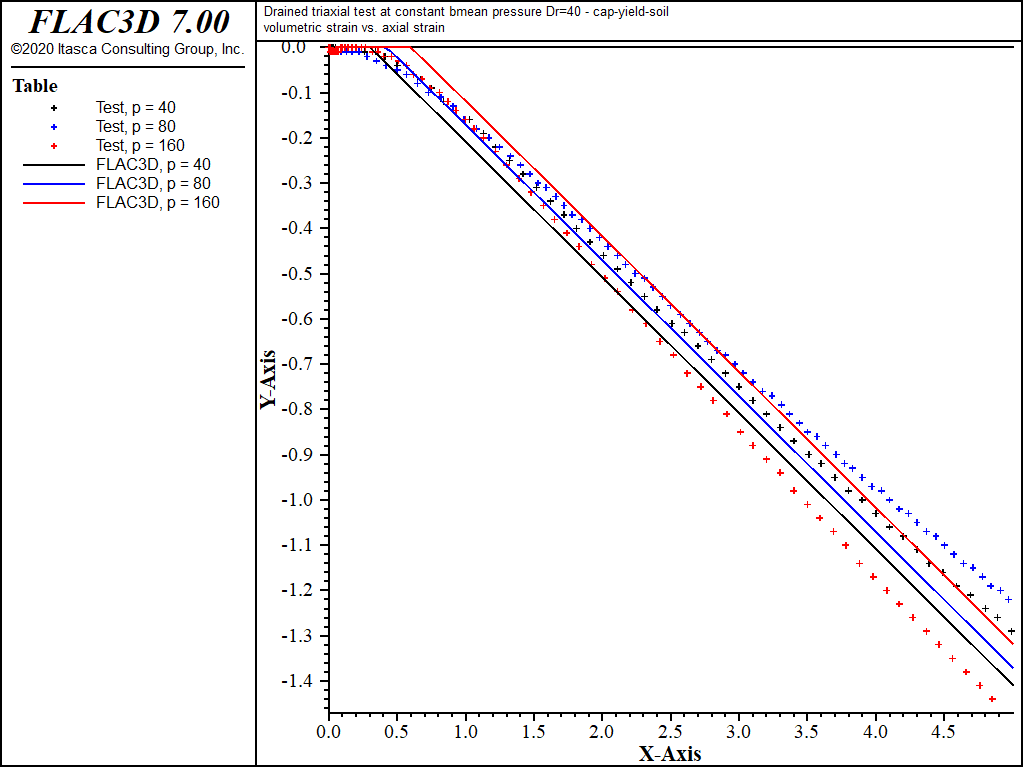 FLAC3D 7.00
©2020 Itasca Consulting Group, Inc.
Table
Test, p = 40
Test, p = 80
Test, p = 160
FLAC3D, p = 40
FLAC3D, p = 80
FLAC3D, p = 160
Drained triaxial test at constant bmean pressure Dr=40 - cap-yield-soil
volumetric strain vs. axial strain
0.0
-0.1
-0.2
-0.3
-0.4
-0.5
-0.6
-0.7
-0.8
-0.9
-1.0
-1.1
-1.2
-1.3
-1.4
Y-Axis
0.0 0.5 1.0 1.5 2.0 2.5 3.0 3.5 4.0 4.5
X-Axis